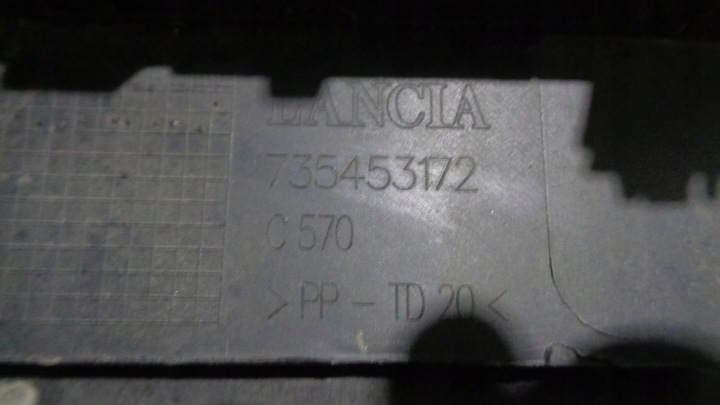 LANCIA
735453172
C 570
>PP-TD 20<